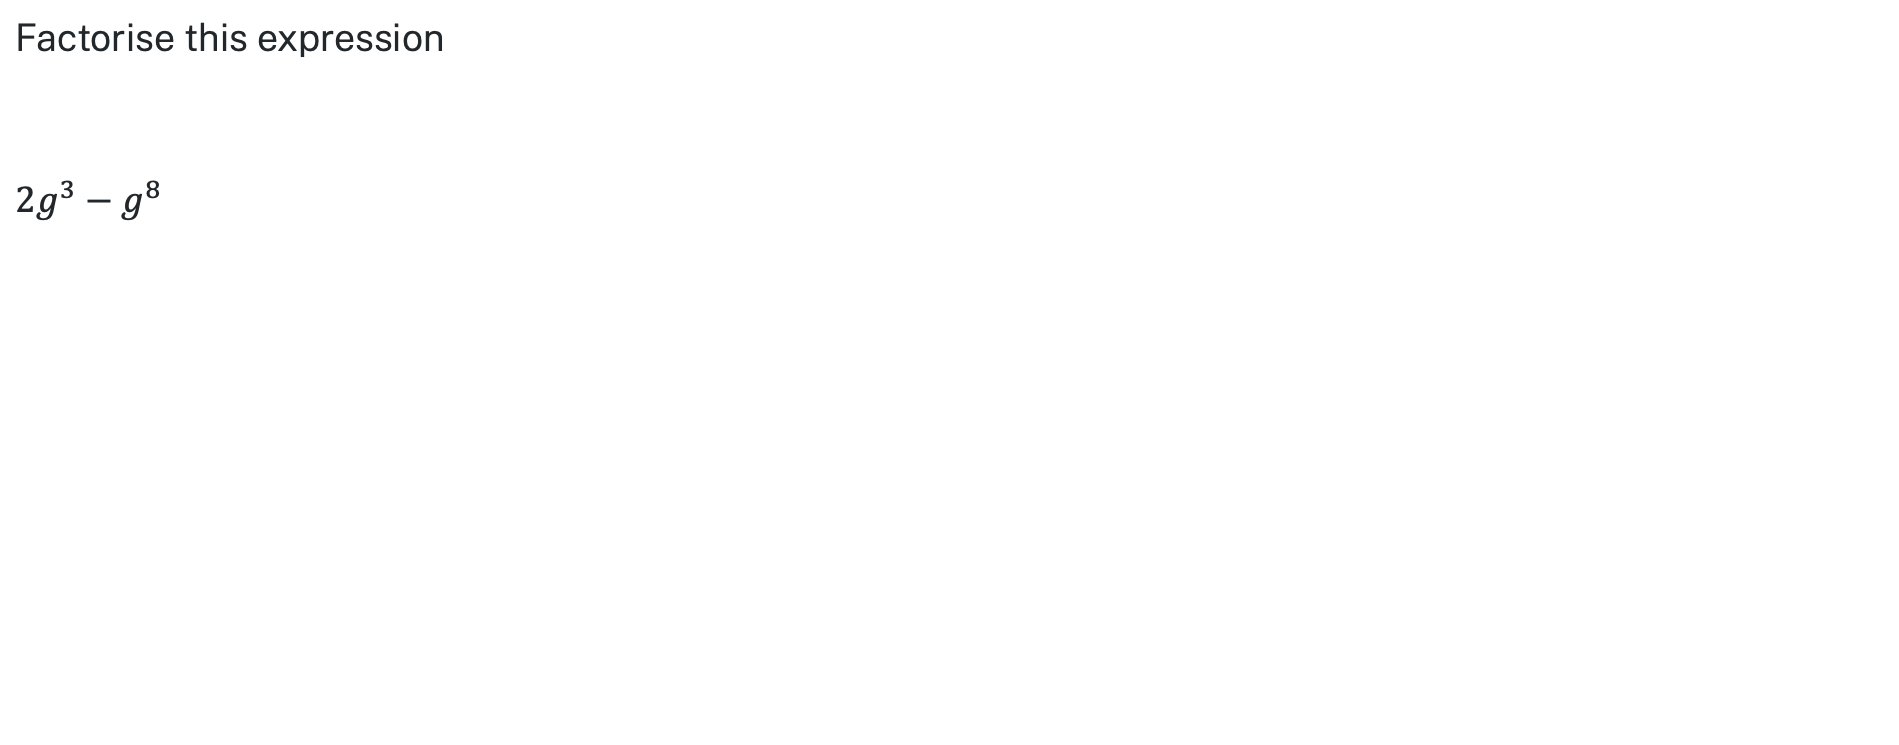 Factorise this expression
2g³ – g⁸